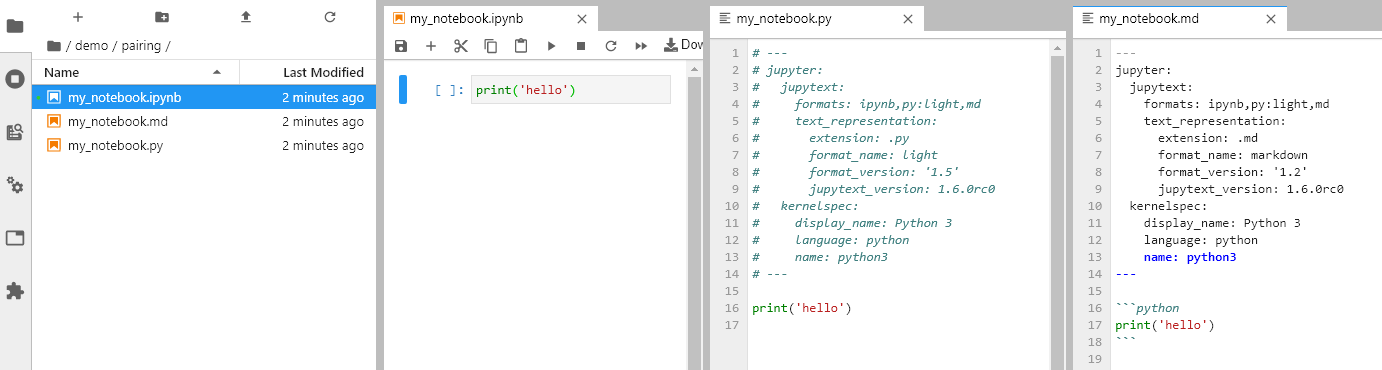 / demo / pairing /
Name Last Modified
my_notebook.ipynb 2 minutes ago
my_notebook.md 2 minutes ago
my_notebook.py 2 minutes ago
my_notebook.ipynb
Dow
[ ]: print('hello')
my_notebook.py
1 # ---
2 # jupyter:
3 #   jupytext:
4 #     formats: ipynb,py:light,md
5 #     text_representation:
6 #       extension: .py
7 #       format_name: light
8 #       format_version: '1.5'
9 #       jupytext_version: 1.6.0rc0
10 #   kernelspec:
11 #     display_name: Python 3
12 #     language: python
13 #     name: python3
14 # ---
15
16 print('hello')
17
my_notebook.md
1 ---
2 jupyter:
3   jupytext:
4     formats: ipynb,py:light,md
5     text_representation:
6       extension: .md
7       format_name: markdown
8       format_version: '1.2'
9       jupytext_version: 1.6.0rc0
10   kernelspec:
11     display_name: Python 3
12     language: python
13     name: python3
14 ---
15
16 ```python
17 print('hello')
18 ```
19